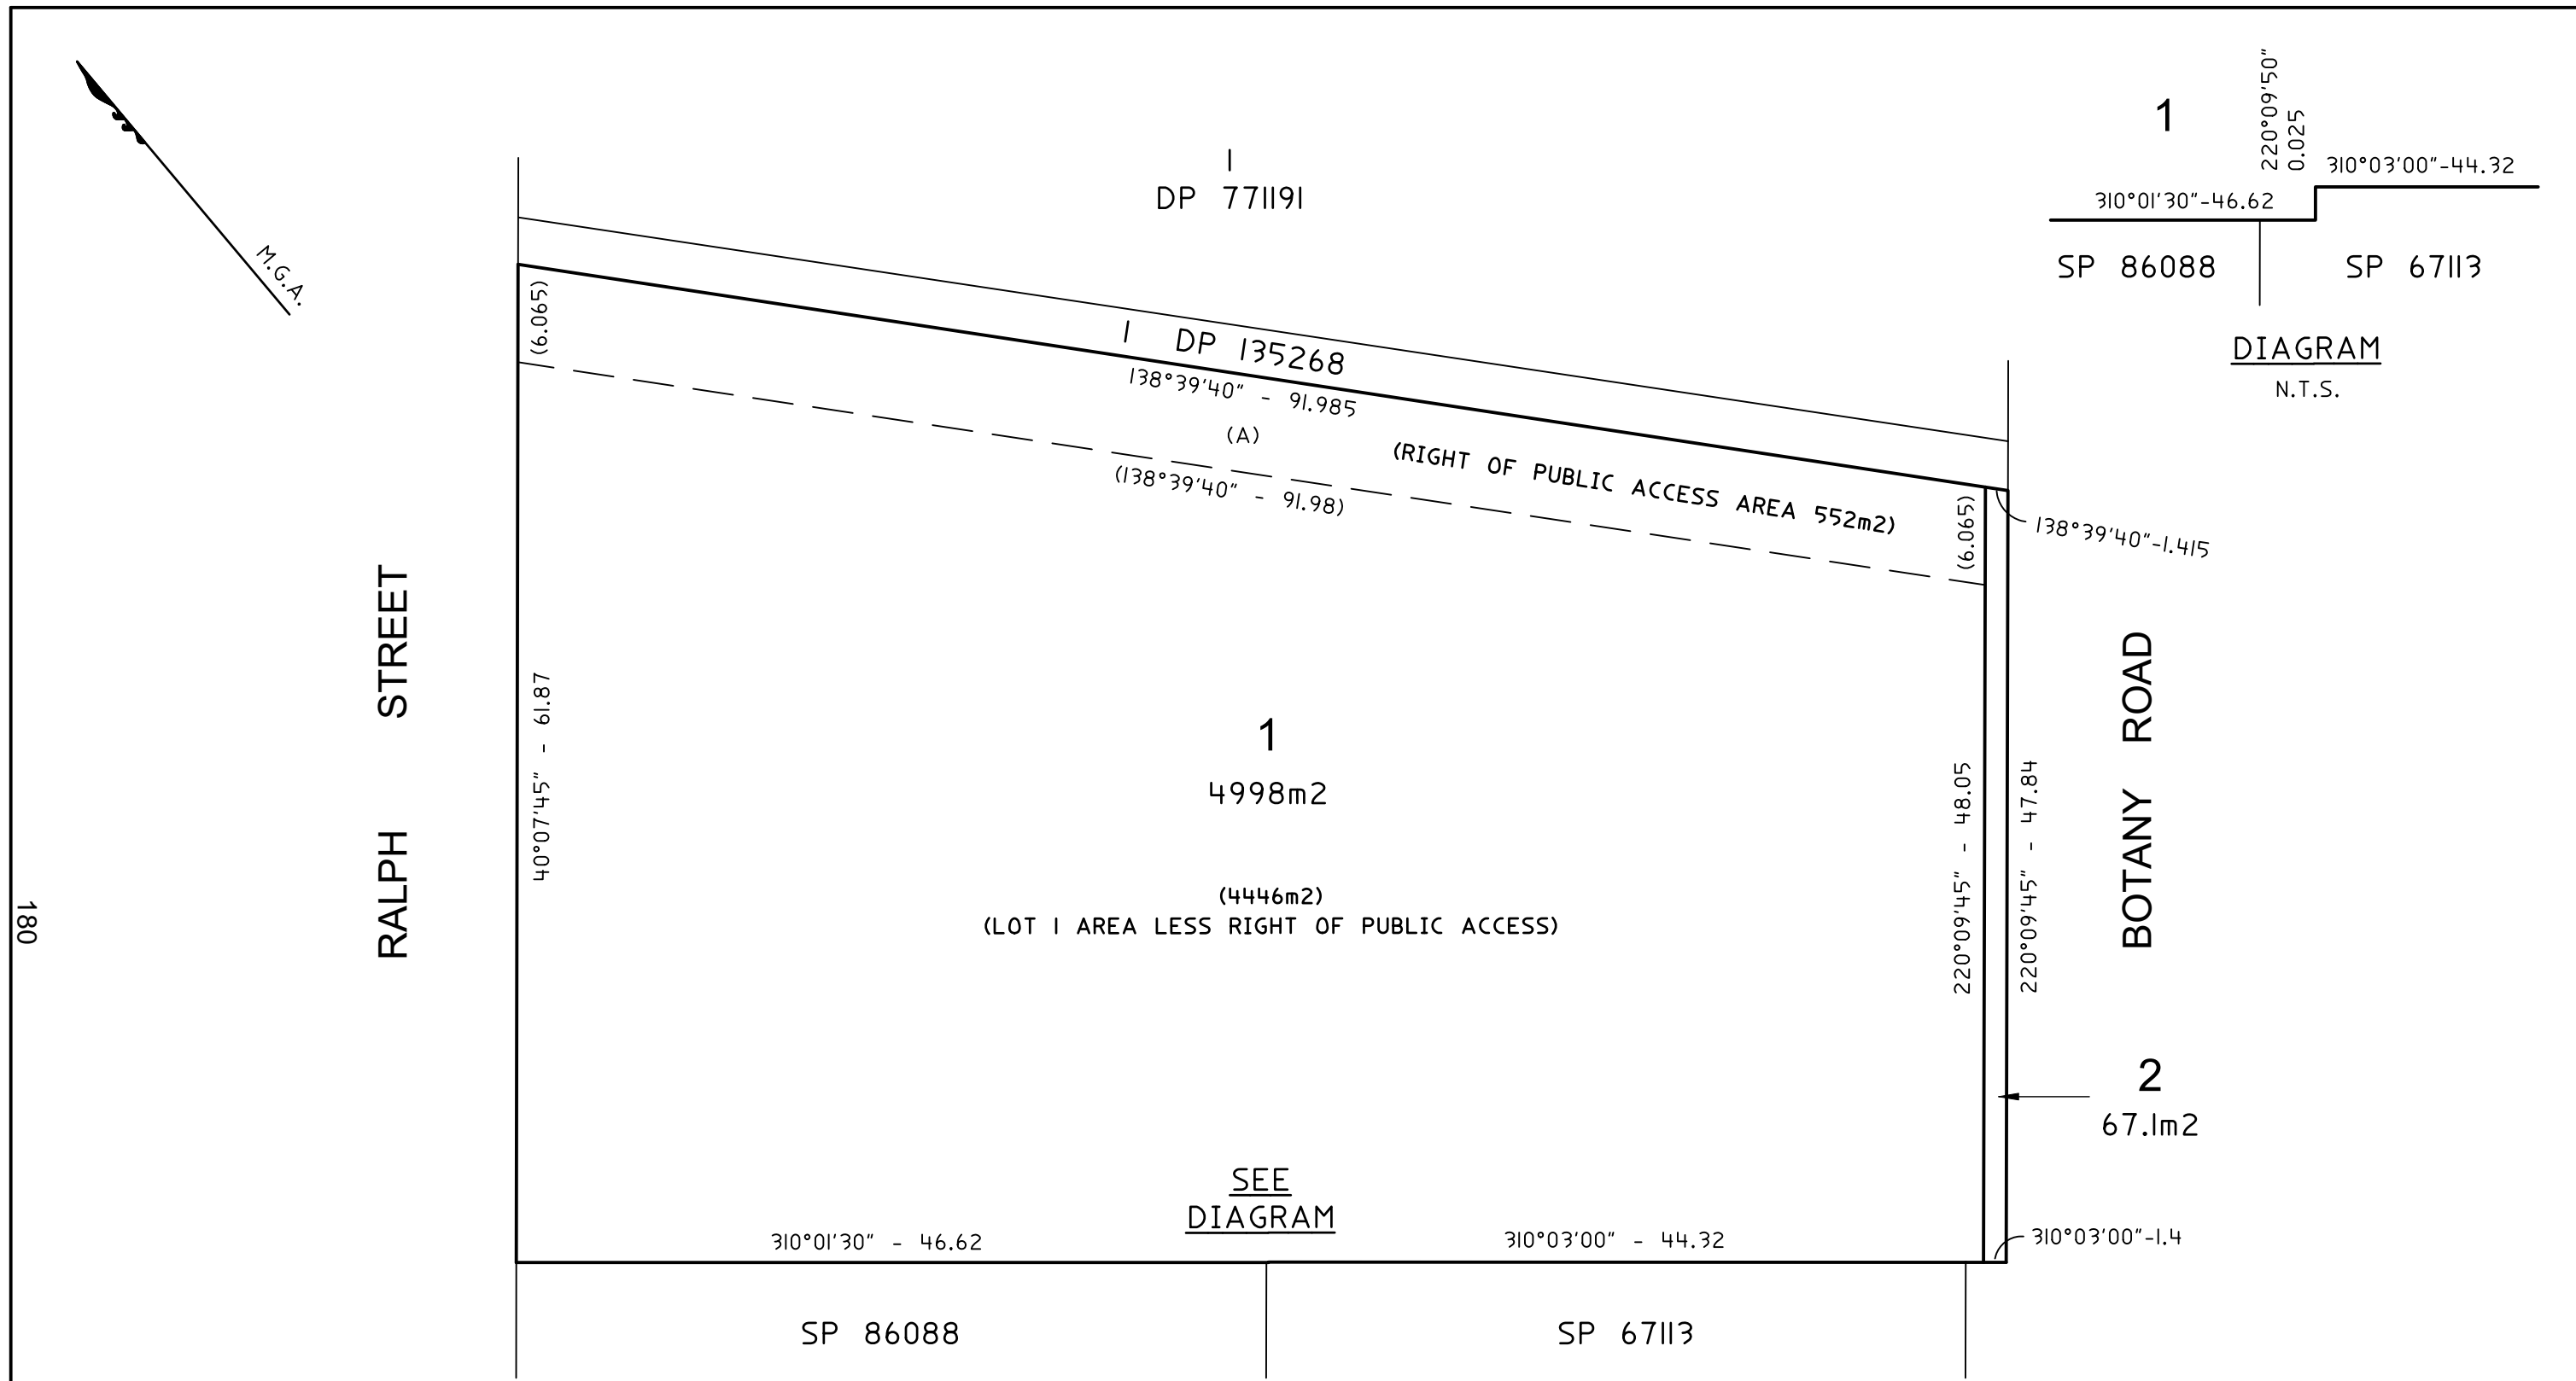 M.G.A.
1
DP 771191
1
220°09'50"
0.025
310°03'00"-44.32
310°01'30"-46.62
SP 86088
SP 67113
DIAGRAM
N.T.S.
(6.065)
1 DP 135268
138°39'40" - 91.985
(A)
(RIGHT OF PUBLIC ACCESS AREA 552m2)
(138°39'40" - 91.98)
(6.065)
138°39'40"-1.415
RALPH STREET
40°07'45" - 61.87
1
4998m2
(4446m2)
(LOT 1 AREA LESS RIGHT OF PUBLIC ACCESS)
220°09'45" - 48.05
220°09'45" - 47.84
BOTANY ROAD
2
67.1m2
180
SEE
DIAGRAM
310°01'30" - 46.62
310°03'00" - 44.32
310°03'00"-1.4
SP 86088
SP 67113